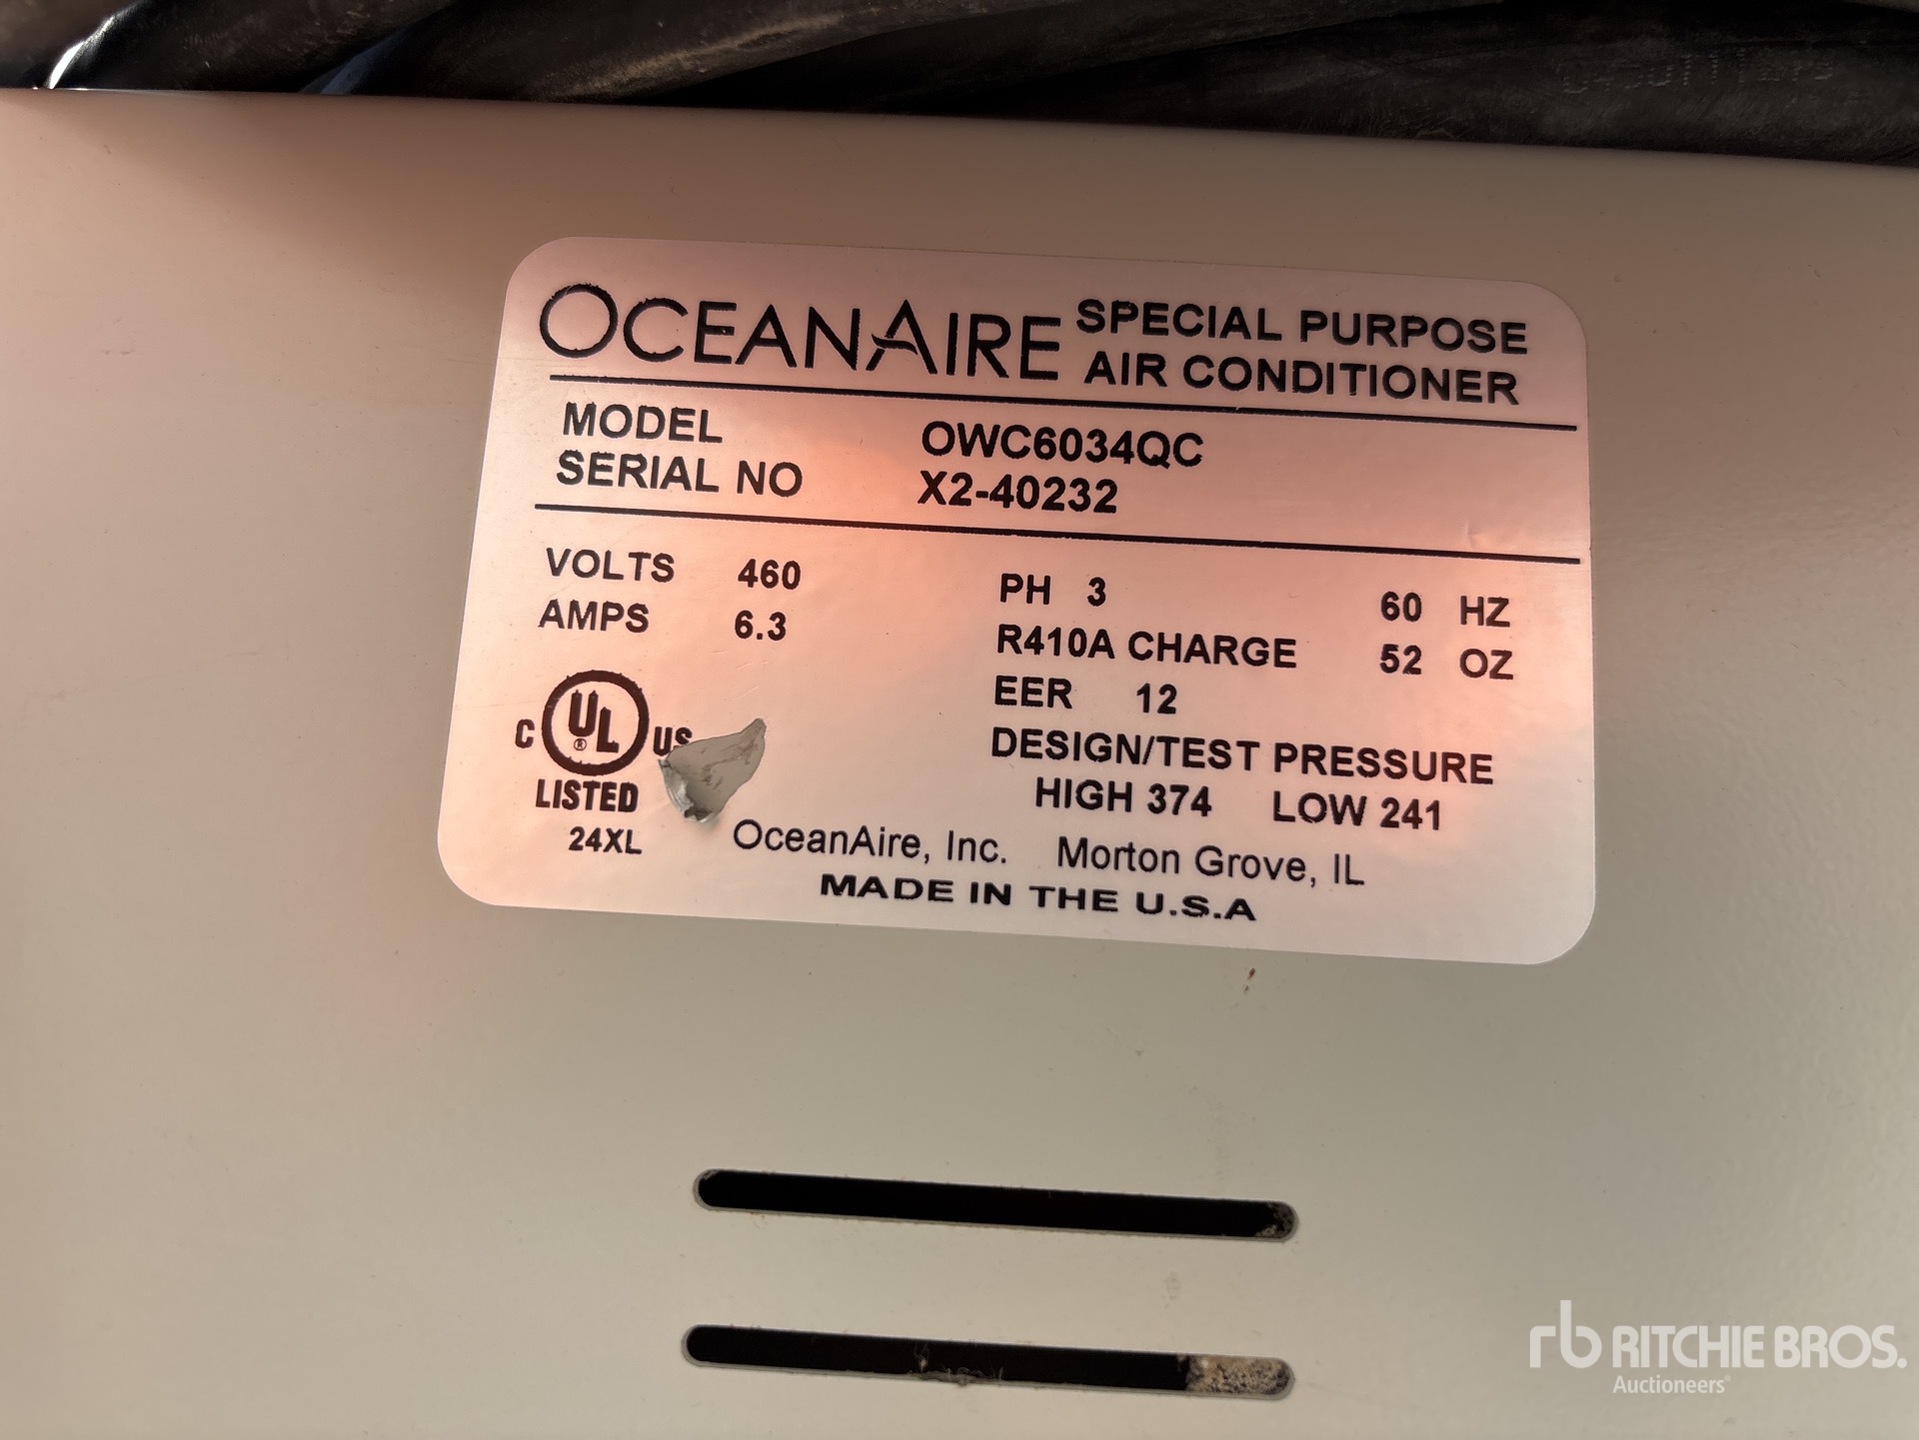 OCEANAIRE SPECIAL PURPOSE
AIR CONDITIONER
MODEL OWC6034QC
SERIAL NO X2-40232
VOLTS 460 PH 3 60 HZ
AMPS 6.3 R410A CHARGE 52 OZ
EER 12
C UL ® US
LISTED
24XL
DESIGN/TEST PRESSURE
HIGH 374 LOW 241
OceanAire, Inc. Morton Grove, IL
MADE IN THE U.S.A
rb RITCHIE BROS.
Auctioneers